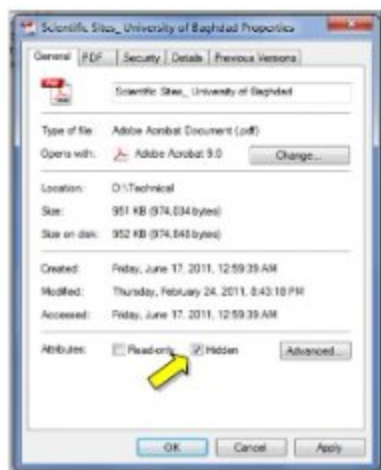 Scientific Sites_ University of Baghdad Properties
General PDF Security Details Previous Versions
Scientific Sites_ University of Baghdad
Type of file: Adobe Acrobat Document (.pdf)
Opens with: Adobe Acrobat 9.0 Change...
Location: D:\Technical
Size: 951 KB (974,034 bytes)
Size on disk: 952 KB (974,848 bytes)
Created: Friday, June 17, 2011, 12:59:39 AM
Modified: Thursday, February 24, 2011, 8:43:18 PM
Accessed: Friday, June 17, 2011, 12:59:39 AM
Attributes: Read-only Hidden Advanced...
OK Cancel Apply